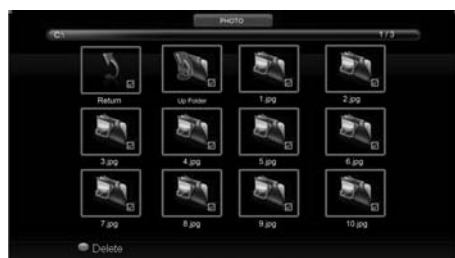 PHOTO
C:\ 1/3
Return Up Folder 1.jpg 2.jpg
3.jpg 4.jpg 5.jpg 6.jpg
7.jpg 8.jpg 9.jpg 10.jpg
Delete